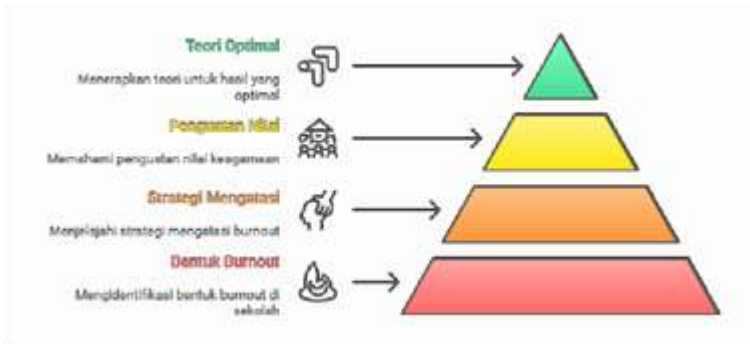 Teori Optimal
Menerapkan teori untuk hasil yang
optimal
Penguatan Nilai
Memahami penguatan nilai keagamaan
Strategi Mengatasi
Menjelajahi strategi mengatasi burnout
Bentuk Burnout
Mengidentifikasi bentuk burnout di
sekolah